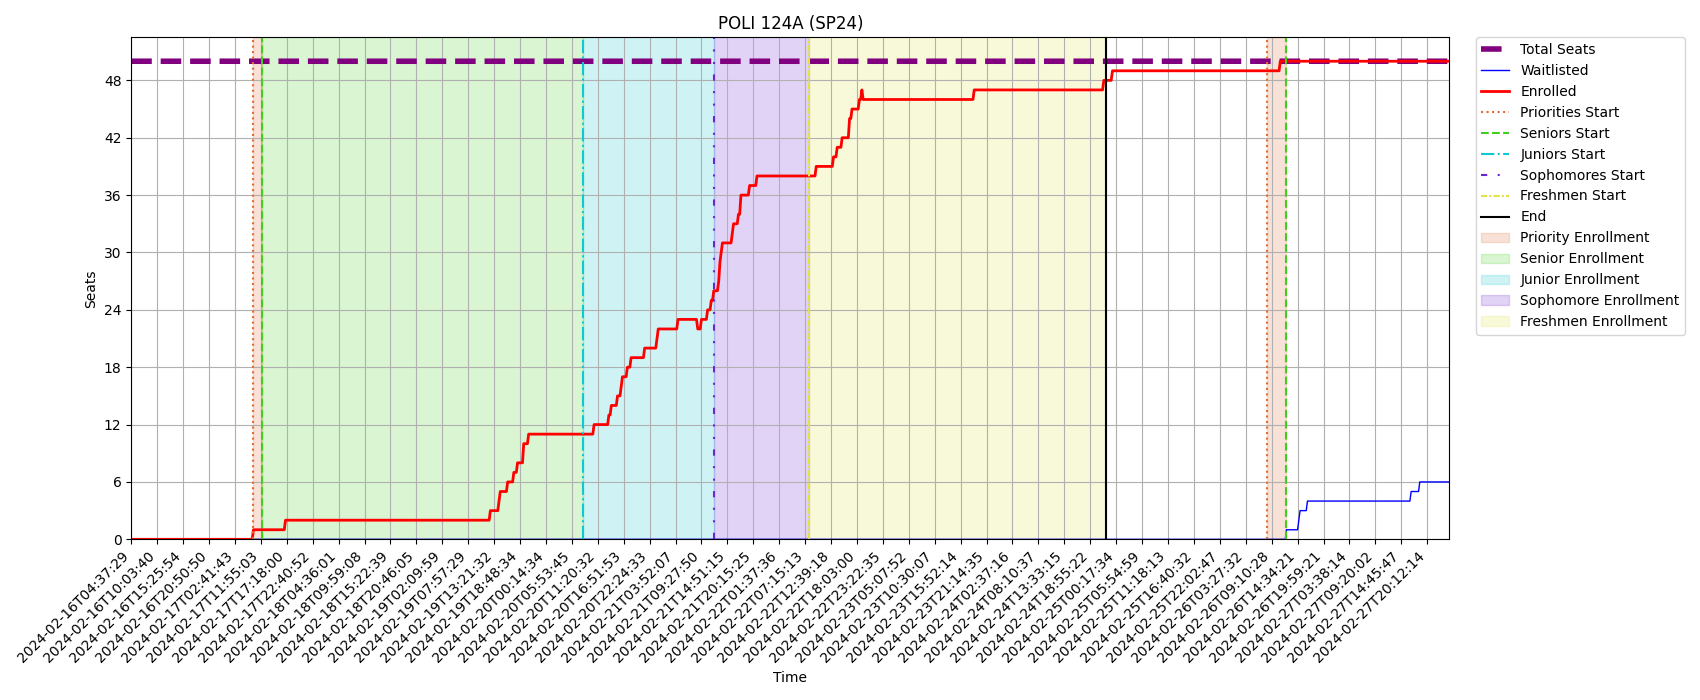 POLI 124A (SP24)
Total Seats
Waitlisted
Enrolled
Priorities Start
Seniors Start
Juniors Start
Sophomores Start
Freshmen Start
End
Priority Enrollment
Senior Enrollment
Junior Enrollment
Sophomore Enrollment
Freshmen Enrollment
Seats
48
42
36
30
24
18
12
6
0
2024-02-16T04:37:29
2024-02-16T10:03:40
2024-02-16T15:25:54
2024-02-16T20:50:50
2024-02-17T02:41:43
2024-02-17T11:55:03
2024-02-17T17:18:00
2024-02-17T22:40:52
2024-02-18T04:36:01
2024-02-18T09:59:08
2024-02-18T15:22:39
2024-02-18T20:46:05
2024-02-19T02:09:59
2024-02-19T07:57:29
2024-02-19T13:21:32
2024-02-19T18:48:34
2024-02-20T00:14:34
2024-02-20T05:53:45
2024-02-20T11:20:32
2024-02-20T16:51:53
2024-02-20T22:24:33
2024-02-21T03:52:07
2024-02-21T09:27:50
2024-02-21T14:51:15
2024-02-21T20:15:25
2024-02-22T01:37:36
2024-02-22T07:15:13
2024-02-22T12:39:18
2024-02-22T18:03:00
2024-02-22T23:22:35
2024-02-23T05:07:52
2024-02-23T10:30:07
2024-02-23T15:52:14
2024-02-23T21:14:35
2024-02-24T02:37:16
2024-02-24T08:10:37
2024-02-24T13:33:15
2024-02-24T18:55:22
2024-02-25T00:17:34
2024-02-25T05:54:59
2024-02-25T11:18:13
2024-02-25T16:40:32
2024-02-25T22:02:47
2024-02-26T03:27:32
2024-02-26T09:10:28
2024-02-26T14:34:21
2024-02-26T19:59:21
2024-02-27T03:38:14
2024-02-27T09:20:02
2024-02-27T14:45:47
2024-02-27T20:12:14
Time